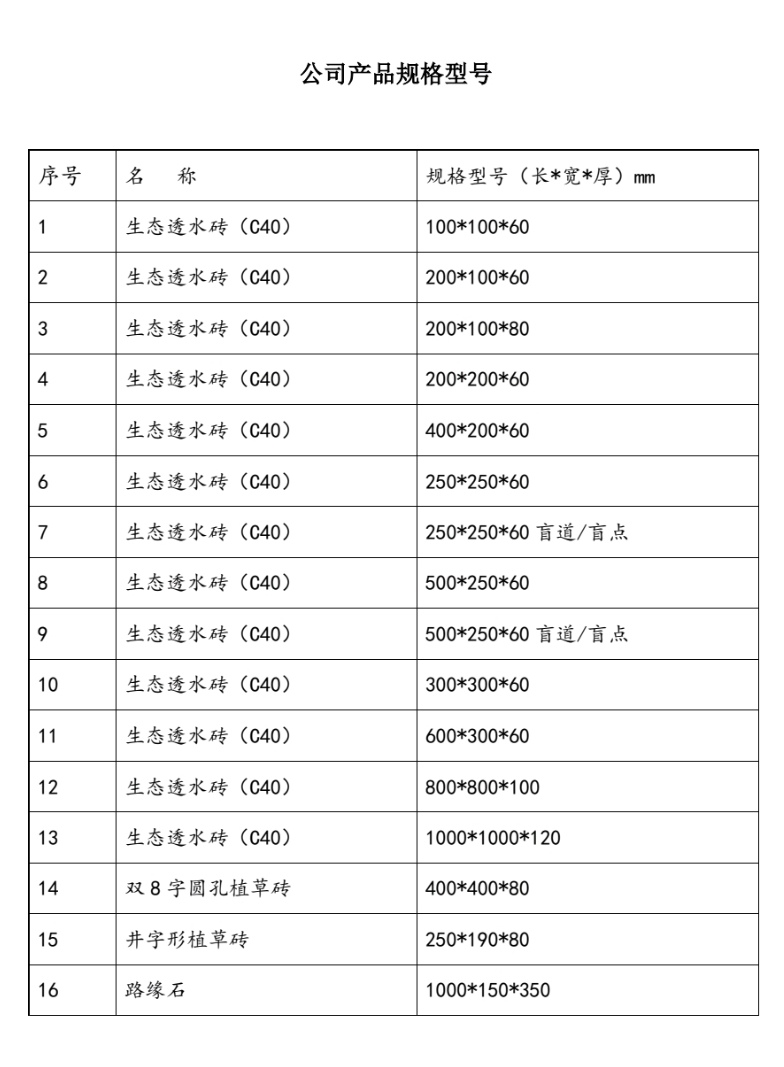 公司产品规格型号
序号 名 称 规格型号（长*宽*厚）mm
1 生态透水砖（C40） 100*100*60
2 生态透水砖（C40） 200*100*60
3 生态透水砖（C40） 200*100*80
4 生态透水砖（C40） 200*200*60
5 生态透水砖（C40） 400*200*60
6 生态透水砖（C40） 250*250*60
7 生态透水砖（C40） 250*250*60 盲道/盲点
8 生态透水砖（C40） 500*250*60
9 生态透水砖（C40） 500*250*60 盲道/盲点
10 生态透水砖（C40） 300*300*60
11 生态透水砖（C40） 600*300*60
12 生态透水砖（C40） 800*800*100
13 生态透水砖（C40） 1000*1000*120
14 双8字圆孔植草砖 400*400*80
15 井字形植草砖 250*190*80
16 路缘石 1000*150*350